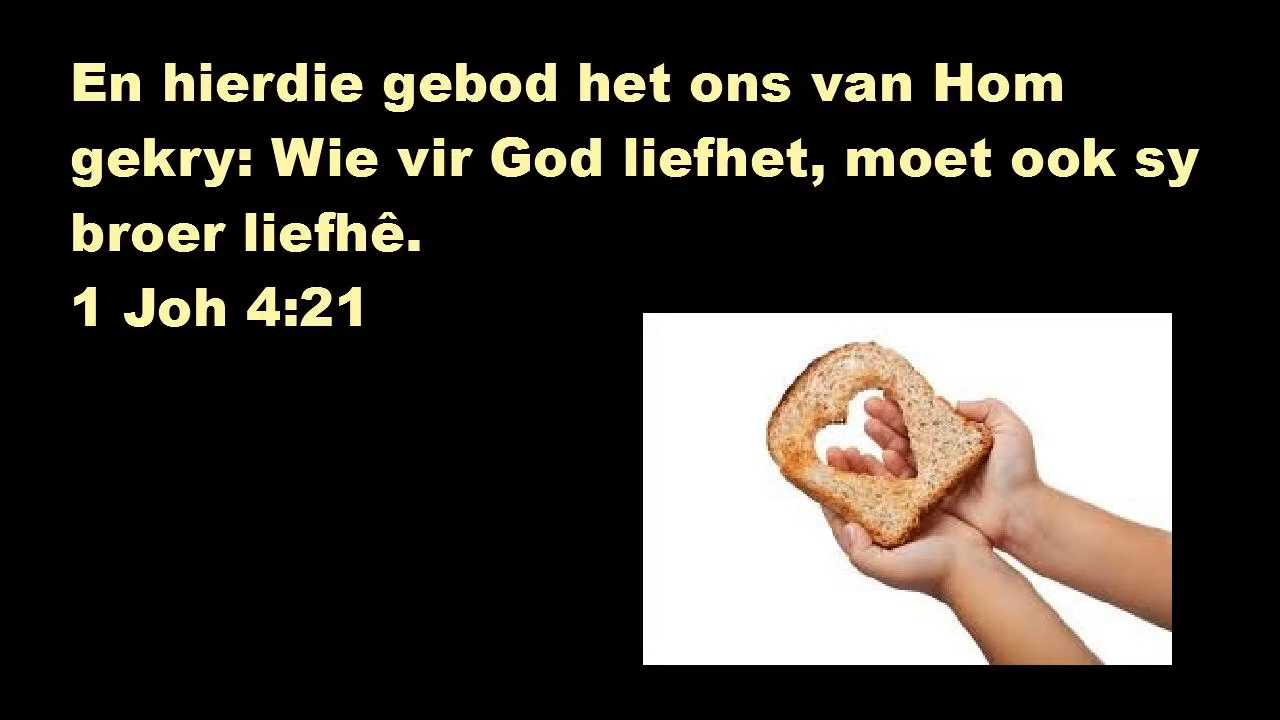 En hierdie gebod het ons van Hom
gekry: Wie vir God liefhet, moet ook sy
broer liefhê.
1 Joh 4:21